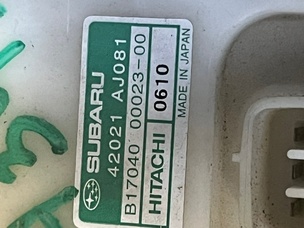 SUBARU
42021 AJ081
B17040 00023-00
HITACHI 0610
MADE IN JAPAN